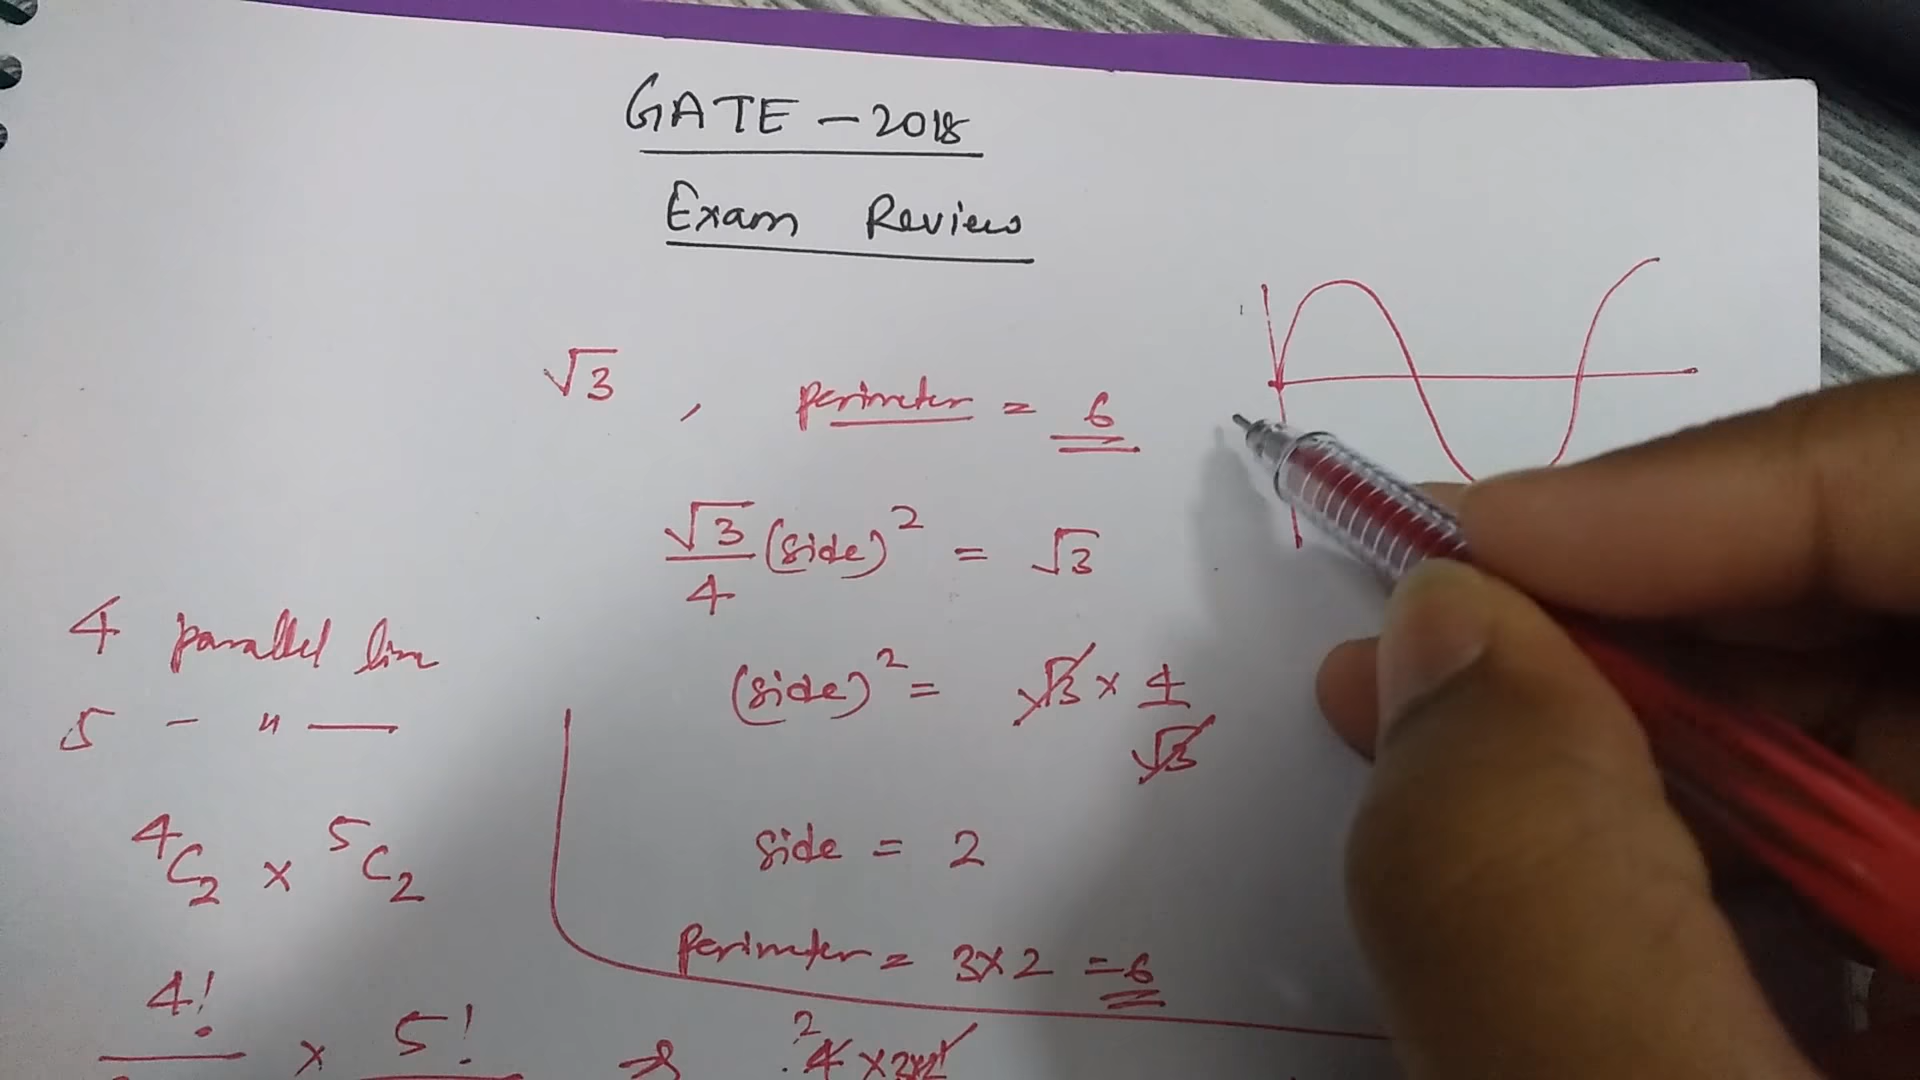 GATE - 2018
Exam Review
√3 , perimeter = 6
√3/4 (side)² = √3
(side)² = √3 × 4/√3
side = 2
perimeter = 3×2 = 6
4 parallel line
5 - " —
⁴C₂ × ⁵C₂
4! × 5! ⇒